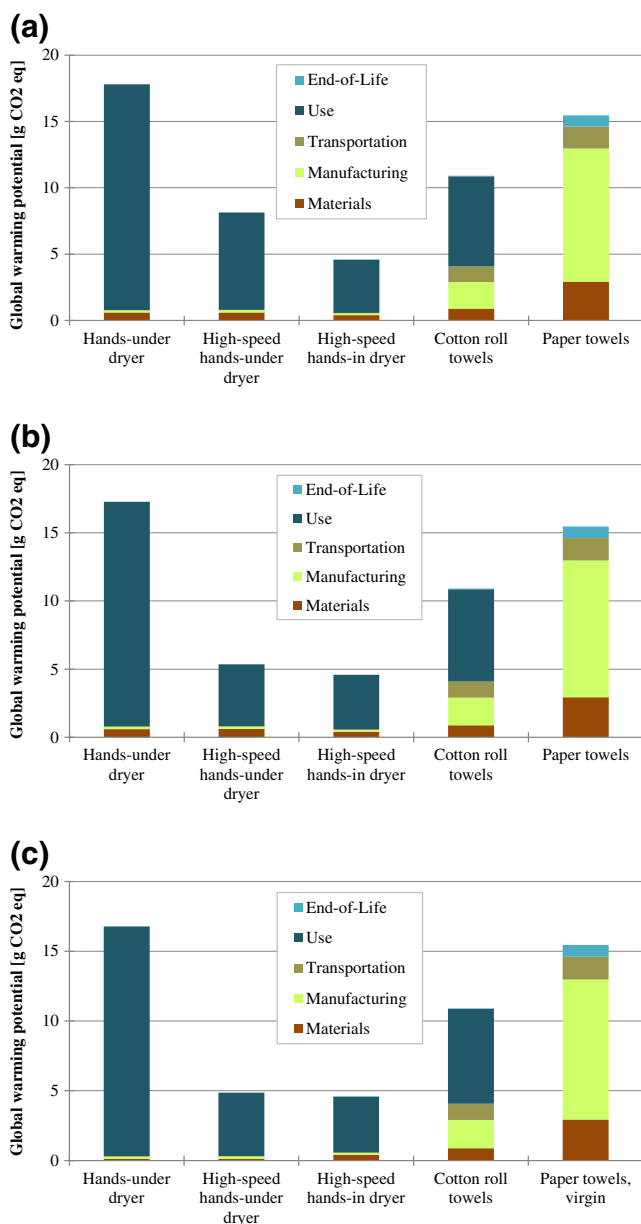 (a)
Global warming potential [g CO2 eq]
20
15
10
5
0
End-of-Life
Use
Transportation
Manufacturing
Materials
Hands-under
dryer
High-speed
hands-under
dryer
High-speed
hands-in dryer
Cotton roll
towels
Paper towels
(b)
Global warming potential [g CO2 eq]
20
15
10
5
0
End-of-Life
Use
Transportation
Manufacturing
Materials
Hands-under
dryer
High-speed
hands-under
dryer
High-speed
hands-in dryer
Cotton roll
towels
Paper towels
(c)
Global warming potential [g CO2 eq]
20
15
10
5
0
End-of-Life
Use
Transportation
Manufacturing
Materials
Hands-under
dryer
High-speed
hands-under
dryer
High-speed
hands-in dryer
Cotton roll
towels
Paper towels,
virgin